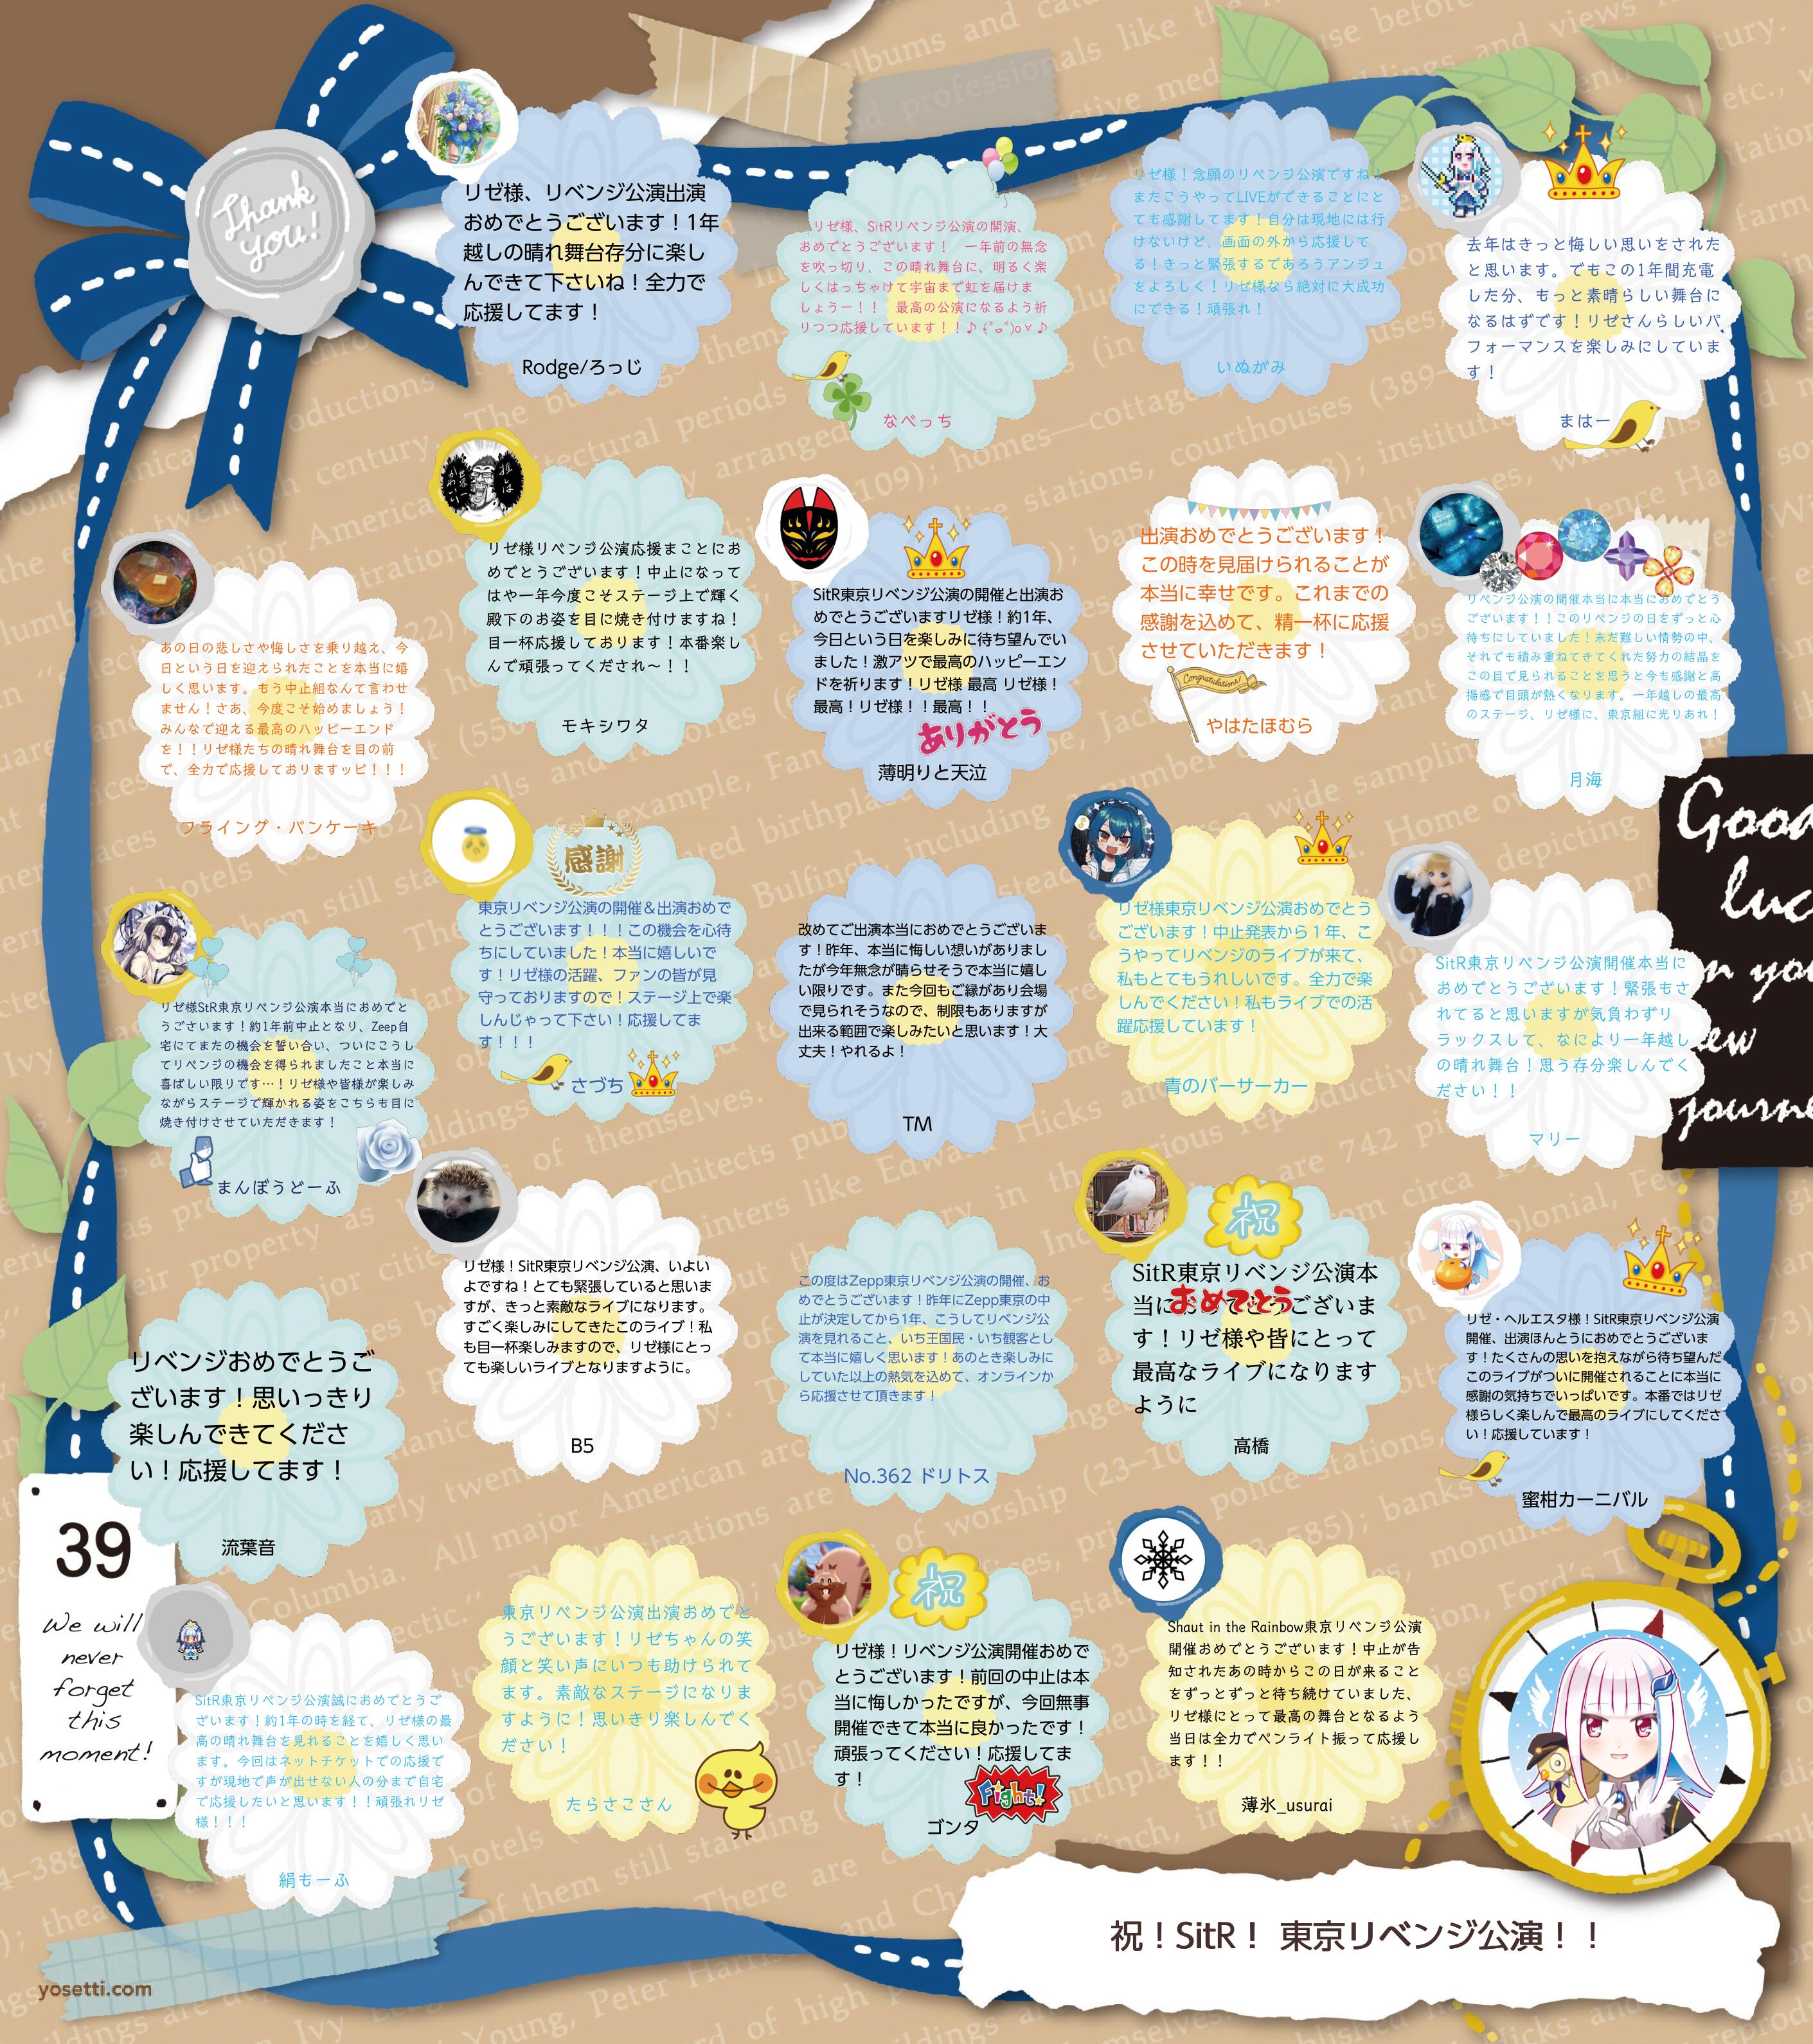 Thank
you!
リゼ様、リベンジ公演出演
おめでとうございます！1年
越しの晴れ舞台存分に楽し
んできて下さいね！全力で
応援してます！
Rodge/ろっじ
リゼ様、SitRリベンジ公演の開演、
おめでとうございます！　一年前の無念
を吹っ切り、この晴れ舞台に、明るく楽
しくはっちゃけて宇宙まで虹を届けま
しょうー！！　最高の公演になるよう祈
りつつ応援しています！！♪
なべっち
リゼ様！念願のリベンジ公演ですね！
まだこうやってLIVEができることにと
ても感謝してます！自分は現地には行
けないけど、画面の外から応援して
る！きっと緊張するであろうアンジュ
をよろしく！リゼ様なら絶対に大成功
にできる！頑張れ！
いぬがみ
去年はきっと悔しい思いをされた
と思います。でもこの1年間充電
した分、もっと素晴らしい舞台に
なるはずです！リゼさんらしいパ
フォーマンスを楽しみにしていま
す！
まはー
あの日の悲しさや悔しさを乗り越え、今
日という日を迎えられたことを本当に嬉
しく思います。もう中止組なんて言わせ
ません！さあ、今度こそ始めましょう！
みんなで迎える最高のハッピーエンド
を！！リゼ様たちの晴れ舞台を目の前
で、全力で応援しておりますッピ！！！
フライング・パンケーキ
リゼ様リベンジ公演応援まことにお
めでとうございます！中止になって
はや一年今度こそステージ上で輝く
殿下のお姿を目に焼き付けますね！
目一杯応援しております！本番楽し
んで頑張ってくだされ～！！
モキシワタ
SitR東京リベンジ公演の開催と出演お
めでとうございますリゼ様！約1年、
今日という日を楽しみに待ち望んでい
ました！激アツで最高のハッピーエン
ドを祈ります！リゼ様 最高 リゼ様！
最高！リゼ様！！最高！！
ありがとう
薄明りと天泣
出演おめでとうございます！
この時を見届けられることが
本当に幸せです。これまでの
感謝を込めて、精一杯に応援
させていただきます！
Congratulations!
やはたほむら
リベンジ公演の開催本当に本当におめでとう
ございます！！このリベンジの日をずっと心
待ちにしていました！未だ難しい情勢の中、
それでも積み重ねてきてくれた努力の結晶を
この目で見られることを思うと今も感謝と高
揚感で目頭が熱くなります。一年越しの最高
のステージ、リゼ様に、東京組に光りあれ！
月海
Good
luc
n you
ew
journe
リゼ様StR東京リベンジ公演本当におめでと
うございます！約1年前中止となり、Zeep自
宅にてまたの機会を誓い合い、ついにこうし
てリベンジの機会を得られましたこと本当に
喜ばしい限りです…！リゼ様や皆様が楽しみ
ながらステージで輝かれる姿をこちらも目に
焼き付けさせていただきます！
まんぼうどーふ
感謝
東京リベンジ公演の開催＆出演おめで
とうございます！！！この機会を心待
ちにしていました！本当に嬉しいで
す！リゼ様の活躍、ファンの皆が見
守っておりますので！ステージ上で楽
しんじゃって下さい！応援してま
す！！！
さづち
改めてご出演本当におめでとうございま
す！昨年、本当に悔しい想いがありまし
たが今年無念が晴らせそうで本当に嬉し
い限りです。また今回もご縁があり会場
で見られそうなので、制限もありますが
出来る範囲で楽しみたいと思います！大
丈夫！やれるよ！
TM
リゼ様東京リベンジ公演おめでとう
ございます！中止発表から１年、こ
うやってリベンジのライブが来て、
私もとてもうれしいです。全力で楽
しんでください！私もライブでの活
躍応援しています！
青のバーサーカー
SitR東京リベンジ公演開催本当に
おめでとうございます！緊張もさ
れてると思いますが気負わずリ
ラックスして、なにより一年越し
の晴れ舞台！思う存分楽しんでく
ださい！！
マリー
リベンジおめでとうご
ざいます！思いっきり
楽しんできてくださ
い！応援してます！
流葉音
リゼ様！SitR東京リベンジ公演、いよい
よですね！とても緊張していると思いま
すが、きっと素敵なライブになります。
すごく楽しみにしてきたこのライブ！私
も目一杯楽しみますので、リゼ様にとっ
ても楽しいライブとなりますように。
B5
この度はZepp東京リベンジ公演の開催、お
めでとうございます！昨年にZepp東京の中
止が決定してから1年、こうしてリベンジ公
演を見れること、いち王国民・いち観客とし
て本当に嬉しく思います！あのとき楽しみに
していた以上の熱気を込めて、オンラインか
ら応援させて頂きます！
No.362 ドリトス
祝
SitR東京リベンジ公演本
当におめでとうございま
おめでとう
す！リゼ様や皆にとって
最高なライブになります
ように
高橋
リゼ・ヘルエスタ様！SitR東京リベンジ公演
開催、出演ほんとうにおめでとうございま
す！たくさんの思いを抱えながら待ち望んだ
このライブがついに開催されることに本当に
感謝の気持ちでいっぱいです。本番ではリゼ
様らしく楽しんで最高のライブにしてくださ
い！応援しています！
蜜柑カーニバル
39
We will
never
forget
this
moment!
SitR東京リベンジ公演誠におめでとうご
ざいます！約1年の時を経て、リゼ様の最
高の晴れ舞台を見れることを嬉しく思い
ます。今回はネットチケットでの応援で
すが現地で声が出せない人の分まで自宅
で応援したいと思います！！頑張れリゼ
様！！！
絹もーふ
東京リベンジ公演出演おめでと
うございます！リゼちゃんの笑
顔と笑い声にいつも助けられて
ます。素敵なステージになりま
すように！思いきり楽しんでく
ださい！
たらさこさん
祝
リゼ様！リベンジ公演開催おめで
とうございます！前回の中止は本
当に悔しかったですが、今回無事
開催できて本当に良かったです！
頑張ってください！応援してま
す！
Fight!
ゴンタ
Shaut in the Rainbow東京リベンジ公演
開催おめでとうございます！中止が告
知されたあの時からこの日が来ること
をずっとずっと待ち続けていました、
リゼ様にとって最高の舞台となるよう
当日は全力でペンライト振って応援し
ます！！
薄氷_usurai
祝！SitR！ 東京リベンジ公演！！
yosetti.com